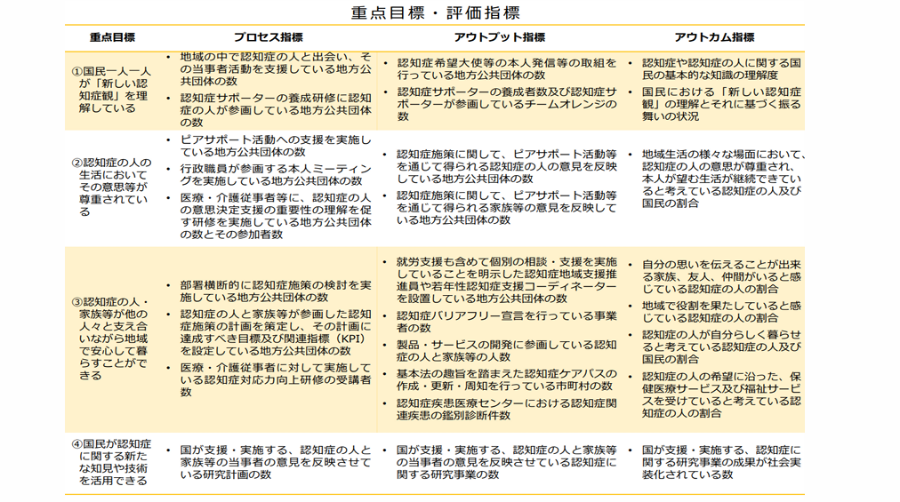 重点目標・評価指標
重点目標
プロセス指標
アウトプット指標
アウトカム指標
①国民一人一人
が「新しい認
知症観」を理
解している
• 地域の中で認知症の人と出会い、そ
の当事者活動を支援している地方公
共団体の数
• 認知症サポーターの養成研修に認知
症の人が参画している地方公共団体
の数
• 認知症希望大使等の本人発信等の取組を
行っている地方公共団体の数
• 認知症サポーターの養成者数及び認知症サ
ポーターが参画しているチームオレンジの
数
• 認知症や認知症の人に関する国
民の基本的な知識の理解度
• 国民における「新しい認知症
観」の理解とそれに基づく振る
舞いの状況
②認知症の人の
生活において
その意思等が
尊重されてい
る
• ピアサポート活動への支援を実施し
ている地方公共団体の数
• 行政職員が参画する本人ミーティン
グを実施している地方公共団体の数
• 医療・介護従事者等に、認知症の人
の意思決定支援の重要性の理解を促
す研修を実施している地方公共団体
の数とその参加者数
• 認知症施策に関して、ピアサポート活動等
を通じて得られる認知症の人の意見を反映
している地方公共団体の数
• 認知症施策に関して、ピアサポート活動等
を通じて得られる家族等の意見を反映して
いる地方公共団体の数
• 地域生活の様々な場面において、
認知症の人の意思が尊重され、
本人が望む生活が継続できてい
ると考えている認知症の人及び
国民の割合
③認知症の人・
家族等が他の
人々と支え合
いながら地域
で安心して暮
らすことがで
きる
• 部署横断的に認知症施策の検討を実
施している地方公共団体の数
• 認知症の人と家族等が参画した認知
症施策の計画を策定し、その計画に
達成すべき目標及び関連指標（KPI）
を設定している地方公共団体の数
• 医療・介護従事者に対して実施して
いる認知症対応力向上研修の受講者
数
• 就労支援も含めて個別の相談・支援を実施
していることを明示した認知症地域支援推
進員や若年性認知症支援コーディネーター
を設置している地方公共団体の数
• 認知症バリアフリー宣言を行っている事業
者の数
• 製品・サービスの開発に参画している認知
症の人と家族等の人数
• 基本法の趣旨を踏まえた認知症ケアパスの
作成・更新・周知を行っている市町村の数
• 認知症疾患医療センターにおける認知症関
連疾患の鑑別診断件数
• 自分の思いを伝えることが出来
る家族、友人、仲間がいると感
じている認知症の人の割合
• 地域で役割を果たしていると感
じている認知症の人の割合
• 認知症の人が自分らしく暮らせ
ると考えている認知症の人及び
国民の割合
• 認知症の人の希望に沿った、保
健医療サービス及び福祉サービ
スを受けていると考えている認
知症の人の割合
④国民が認知症
に関する新た
な知見や技術
を活用できる
• 国が支援・実施する、認知症の人と
家族等の当事者の意見を反映させて
いる研究計画の数
• 国が支援・実施する、認知症の人と家族等
の当事者の意見を反映させている認知症に
関する研究事業の数
• 国が支援・実施する、認知症に
関する研究事業の成果が社会実
装化されている数